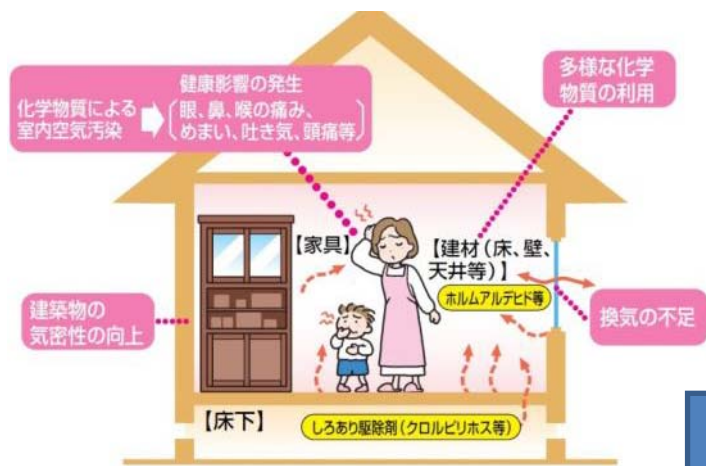 健康影響の発生
化学物質による
室内空気汚染
眼、鼻、喉の痛み、
めまい、吐き気、頭痛等
多様な化学
物質の利用
【家具】
【建材（床、壁、
天井等）】
ホルムアルデヒド等
建築物の
気密性の向上
換気の不足
【床下】
しろあり駆除剤（クロルピリホス等）